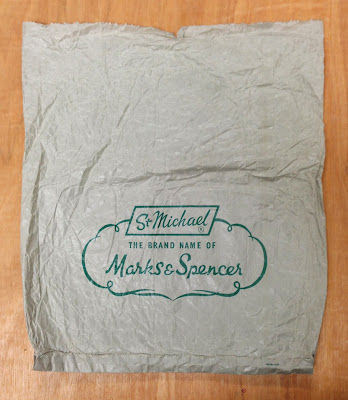 St Michael®
THE BRAND NAME OF
Marks & Spencer